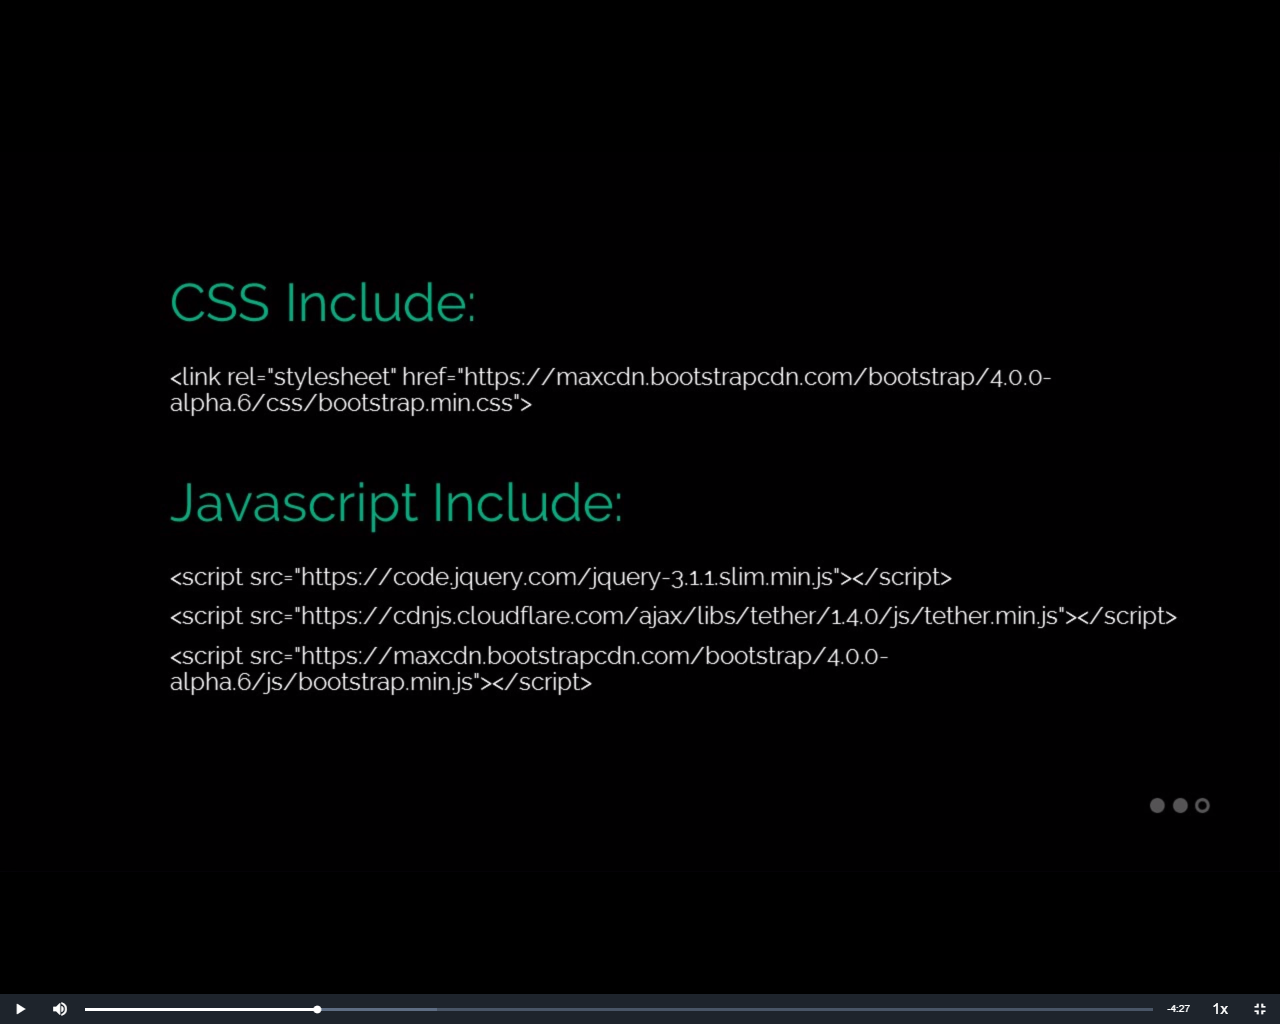 CSS Include:
<link rel="stylesheet" href="https://maxcdn.bootstrapcdn.com/bootstrap/4.0.0-
alpha.6/css/bootstrap.min.css">
Javascript Include:
<script src="https://code.jquery.com/jquery-3.1.1.slim.min.js"></script>
<script src="https://cdnjs.cloudflare.com/ajax/libs/tether/1.4.0/js/tether.min.js"></script>
<script src="https://maxcdn.bootstrapcdn.com/bootstrap/4.0.0-
alpha.6/js/bootstrap.min.js"></script>
-4:27 1x